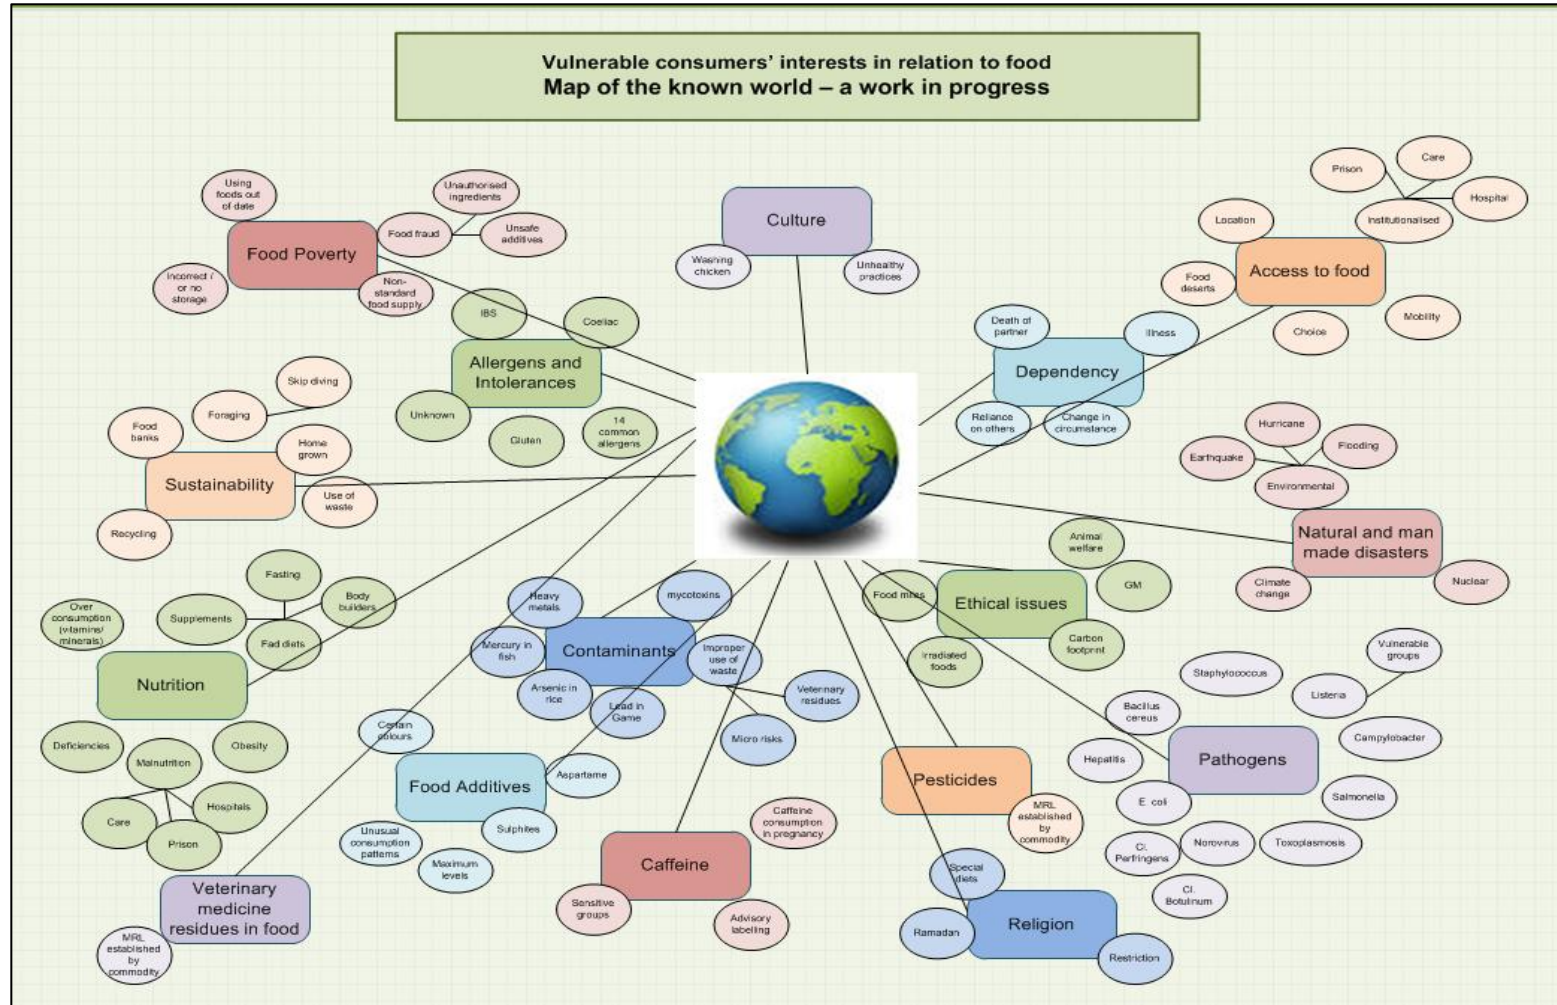 Vulnerable consumers' interests in relation to food
Map of the known world – a work in progress
Using
foods out
of date
Unauthorised
ingredients
Food fraud
Unsafe
additives
Food Poverty
Incorrect /
or no
storage
Non-
standard
food supply
Culture
Washing
chicken
Unhealthy
practices
Prison
Care
Hospital
Location
Institutionalised
Access to food
Food
deserts
Choice
Mobility
IBS
Coeliac
Allergens and
Intolerances
Unknown
Gluten
14
common
allergens
Death of
partner
Illness
Dependency
Reliance
on others
Change in
circumstance
Skip diving
Foraging
Food
banks
Home
grown
Sustainability
Use of
waste
Recycling
Hurricane
Flooding
Earthquake
Environmental
Natural and man
made disasters
Climate
change
Nuclear
Animal
welfare
Food miles
Ethical issues
GM
Irradiated
foods
Carbon
footprint
Fasting
Over
consumption
(vitamins/
minerals)
Supplements
Body
builders
Fad diets
Nutrition
Deficiencies
Obesity
Malnutrition
Hospitals
Care
Prison
Heavy
metals
mycotoxins
Mercury in
fish
Contaminants
Improper
use of
waste
Arsenic in
rice
Lead in
Game
Veterinary
residues
Micro risks
Certain
colours
Food Additives
Aspartame
Unusual
consumption
patterns
Sulphites
Maximum
levels
Vulnerable
groups
Staphylococcus
Listeria
Bacillus
cereus
Campylobacter
Hepatitis
Pathogens
E. coli
Salmonella
Cl.
Perfringens
Norovirus
Toxoplasmosis
Cl.
Botulinum
Pesticides
MRL
established
by
commodity
Caffeine
consumption
in pregnancy
Caffeine
Sensitive
groups
Advisory
labelling
Special
diets
Ramadan
Religion
Restriction
Veterinary
medicine
residues in food
MRL
established
by
commodity